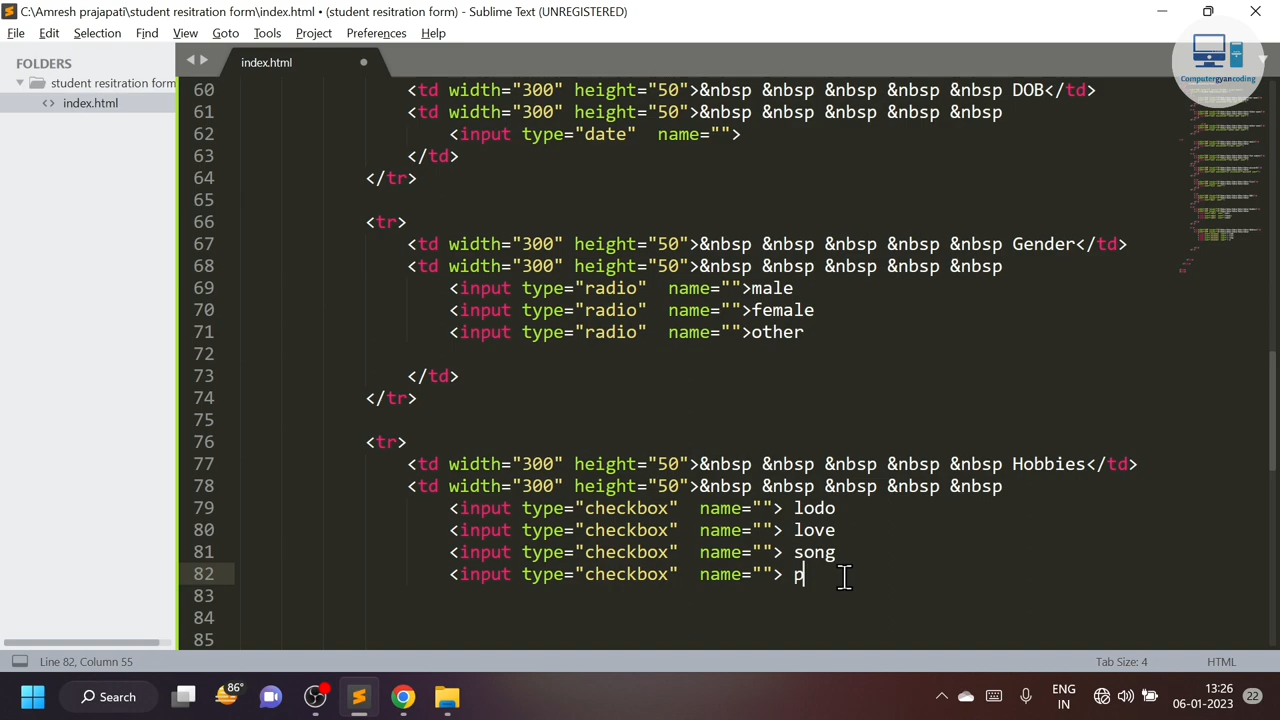 C:\Amresh prajapati\student resitration form\index.html • (student resitration form) - Sublime Text (UNREGISTERED)
File Edit Selection Find View Goto Tools Project Preferences Help
FOLDERS
student resitration form
index.html
index.html
Computergyancoding
60 <td width="300" height="50">&nbsp &nbsp &nbsp &nbsp &nbsp DOB</td>
61 <td width="300" height="50">&nbsp &nbsp &nbsp &nbsp &nbsp
62 <input type="date"  name="">
63 </td>
64 </tr>
65
66 <tr>
67 <td width="300" height="50">&nbsp &nbsp &nbsp &nbsp &nbsp Gender</td>
68 <td width="300" height="50">&nbsp &nbsp &nbsp &nbsp &nbsp
69 <input type="radio"  name="">male
70 <input type="radio"  name="">female
71 <input type="radio"  name="">other
72
73 </td>
74 </tr>
75
76 <tr>
77 <td width="300" height="50">&nbsp &nbsp &nbsp &nbsp &nbsp Hobbies</td>
78 <td width="300" height="50">&nbsp &nbsp &nbsp &nbsp &nbsp
79 <input type="checkbox"  name=""> lodo
80 <input type="checkbox"  name=""> love
81 <input type="checkbox"  name=""> song
82 <input type="checkbox"  name=""> p
83
84
85
Line 82, Column 55 Tab Size: 4 HTML
Search 86° ENG IN 13:26 06-01-2023 22